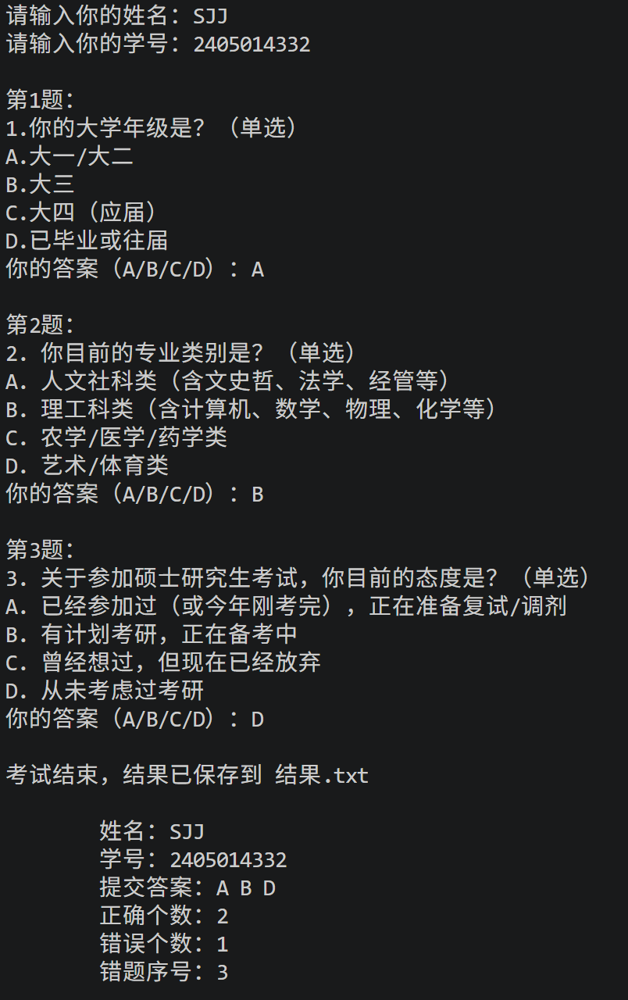 请输入你的姓名：SJJ
请输入你的学号：2405014332
第1题：
1.你的大学年级是？（单选）
A.大一/大二
B.大三
C.大四（应届）
D.已毕业或往届
你的答案（A/B/C/D）：A
第2题：
2. 你目前的专业类别是？（单选）
A. 人文社科类（含文史哲、法学、经管等）
B. 理工科类（含计算机、数学、物理、化学等）
C. 农学/医学/药学类
D. 艺术/体育类
你的答案（A/B/C/D）：B
第3题：
3. 关于参加硕士研究生考试，你目前的态度是？（单选）
A. 已经参加过（或今年刚考完），正在准备复试/调剂
B. 有计划考研，正在备考中
C. 曾经想过，但现在已经放弃
D. 从未考虑过考研
你的答案（A/B/C/D）：D
考试结束，结果已保存到 结果.txt
姓名：SJJ
学号：2405014332
提交答案：A B D
正确个数：2
错误个数：1
错题序号：3